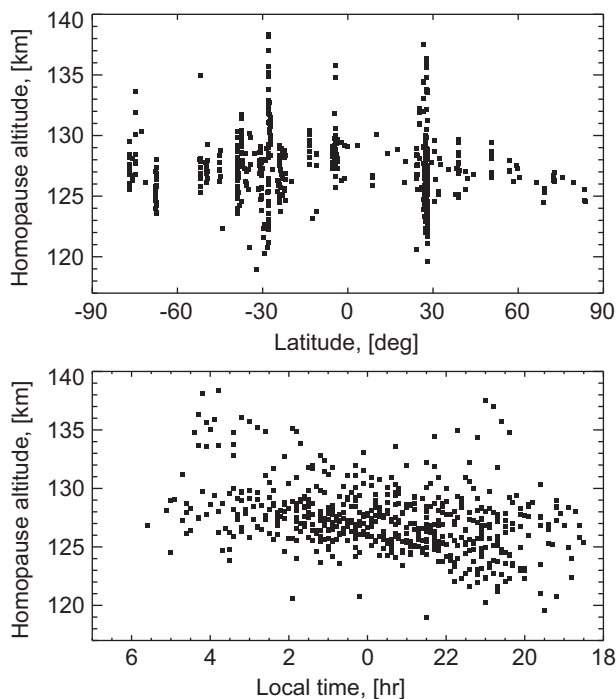 140
135
130
125
120
Homopause altitude, [km]
-90 -60 -30 0 30 60 90
Latitude, [deg]
140
135
130
125
120
Homopause altitude, [km]
6 4 2 0 22 20 18
Local time, [hr]